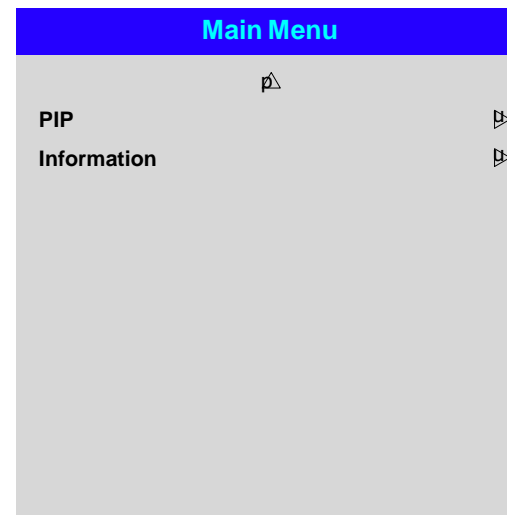 Main Menu
p△
PIP u▷
Information u▷